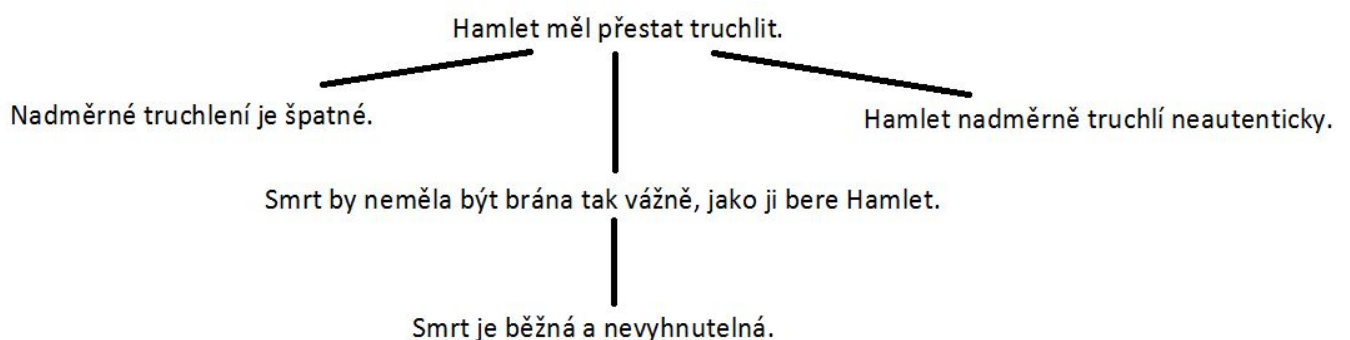 Hamlet měl přestat truchlit.
Nadměrné truchlení je špatné.
Hamlet nadměrně truchlí neautenticky.
Smrt by neměla být brána tak vážně, jako ji bere Hamlet.
Smrt je běžná a nevyhnutelná.